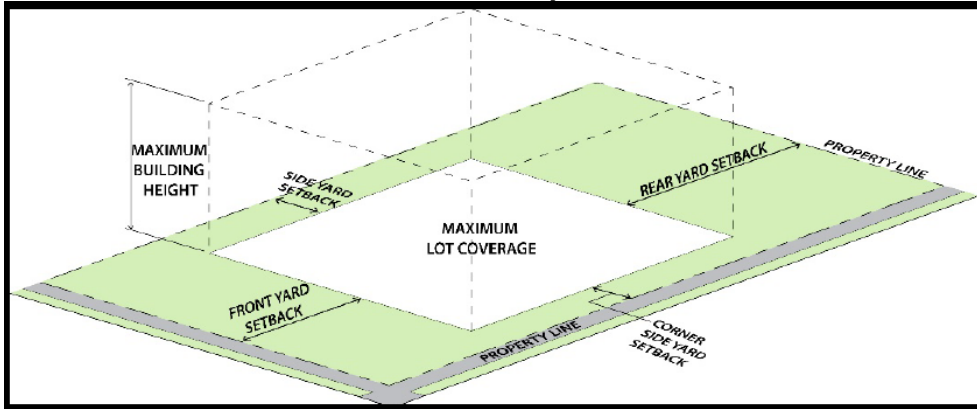 MAXIMUM
BUILDING
HEIGHT
SIDE YARD
SETBACK
REAR YARD SETBACK
PROPERTY LINE
MAXIMUM
LOT COVERAGE
FRONT YARD
SETBACK
PROPERTY LINE
CORNER
SIDE YARD
SETBACK